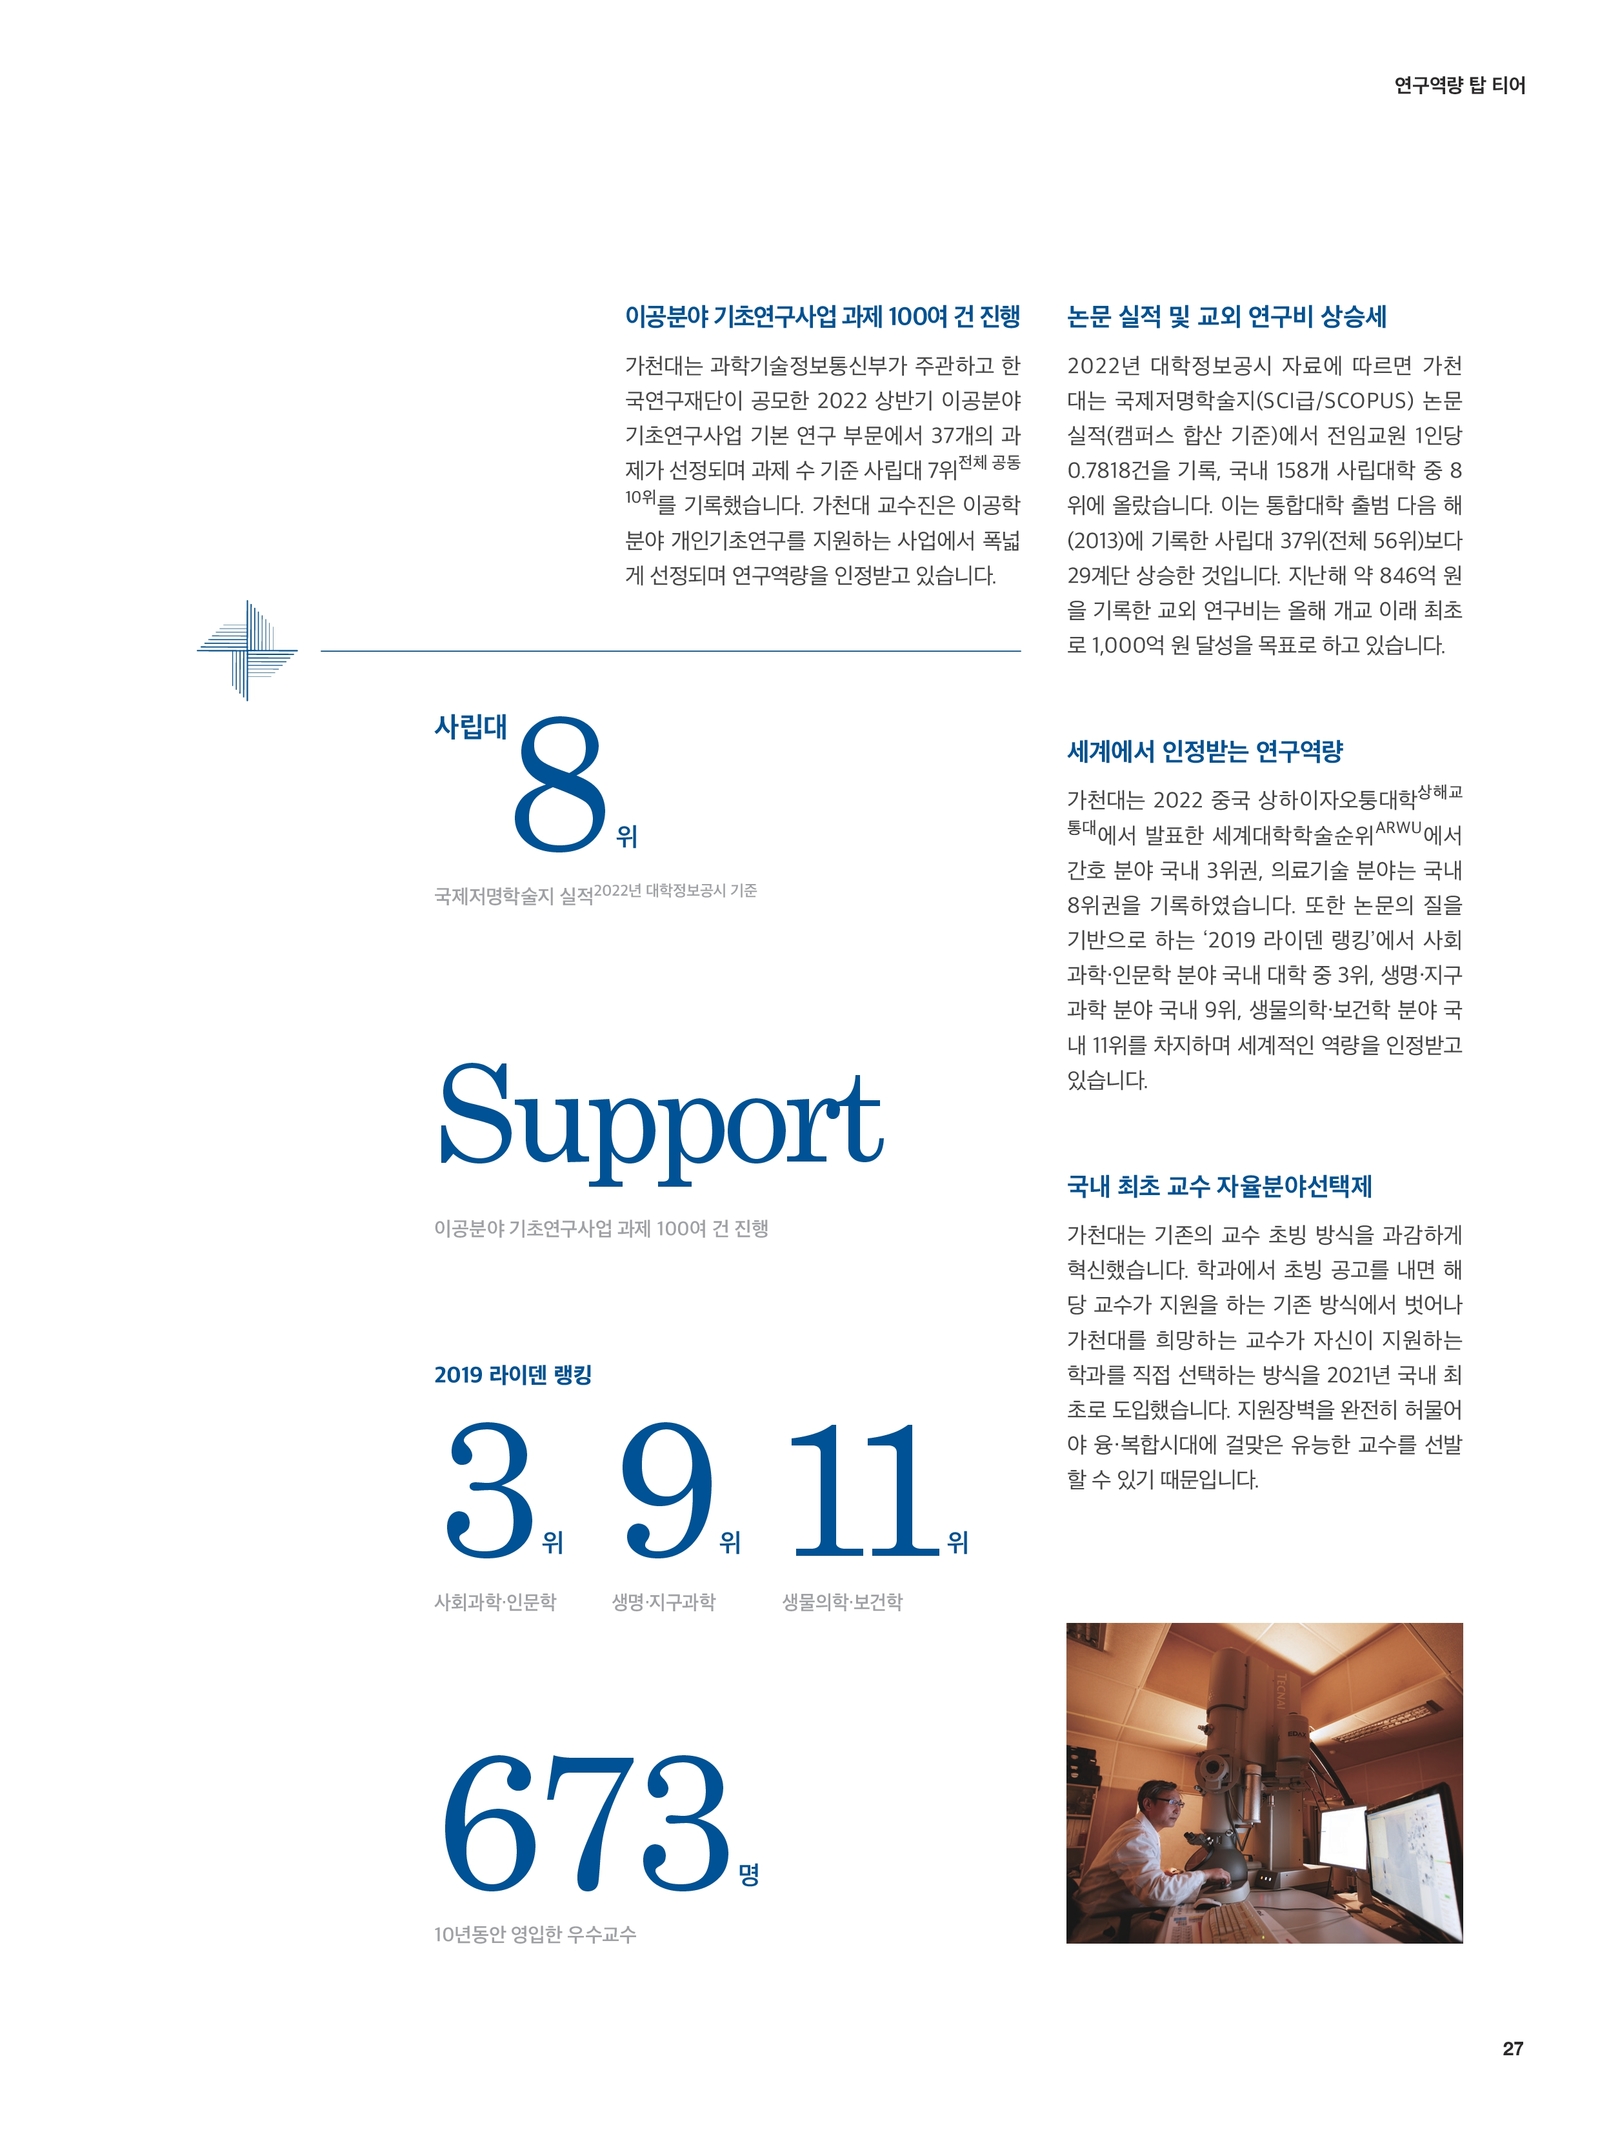 연구역량 탑 티어
이공분야 기초연구사업 과제 100여 건 진행
가천대는 과학기술정보통신부가 주관하고 한
국연구재단이 공모한 2022 상반기 이공분야
기초연구사업 기본 연구 부문에서 37개의 과
제가 선정되며 과제 수 기준 사립대 7위전체 공동
10위를 기록했습니다. 가천대 교수진은 이공학
분야 개인기초연구를 지원하는 사업에서 폭넓
게 선정되며 연구역량을 인정받고 있습니다.
논문 실적 및 교외 연구비 상승세
2022년 대학정보공시 자료에 따르면 가천
대는 국제저명학술지(SCI급/SCOPUS) 논문
실적(캠퍼스 합산 기준)에서 전임교원 1인당
0.7818건을 기록, 국내 158개 사립대학 중 8
위에 올랐습니다. 이는 통합대학 출범 다음 해
(2013)에 기록한 사립대 37위(전체 56위)보다
29계단 상승한 것입니다. 지난해 약 846억 원
을 기록한 교외 연구비는 올해 개교 이래 최초
로 1,000억 원 달성을 목표로 하고 있습니다.
세계에서 인정받는 연구역량
가천대는 2022 중국 상하이자오퉁대학상해교
통대에서 발표한 세계대학학술순위ARWU에서
간호 분야 국내 3위권, 의료기술 분야는 국내
8위권을 기록하였습니다. 또한 논문의 질을
기반으로 하는 ‘2019 라이덴 랭킹’에서 사회
과학·인문학 분야 국내 대학 중 3위, 생명·지구
과학 분야 국내 9위, 생물의학·보건학 분야 국
내 11위를 차지하며 세계적인 역량을 인정받고
있습니다.
국내 최초 교수 자율분야선택제
가천대는 기존의 교수 초빙 방식을 과감하게
혁신했습니다. 학과에서 초빙 공고를 내면 해
당 교수가 지원을 하는 기존 방식에서 벗어나
가천대를 희망하는 교수가 자신이 지원하는
학과를 직접 선택하는 방식을 2021년 국내 최
초로 도입했습니다. 지원장벽을 완전히 허물어
야 융·복합시대에 걸맞은 유능한 교수를 선발
할 수 있기 때문입니다.
사립대 8위
국제저명학술지 실적2022년 대학정보공시 기준
Support
이공분야 기초연구사업 과제 100여 건 진행
2019 라이덴 랭킹
3위 9위 11위
사회과학·인문학 생명·지구과학 생물의학·보건학
673명
10년동안 영입한 우수교수
TECNAI
EDAX
27